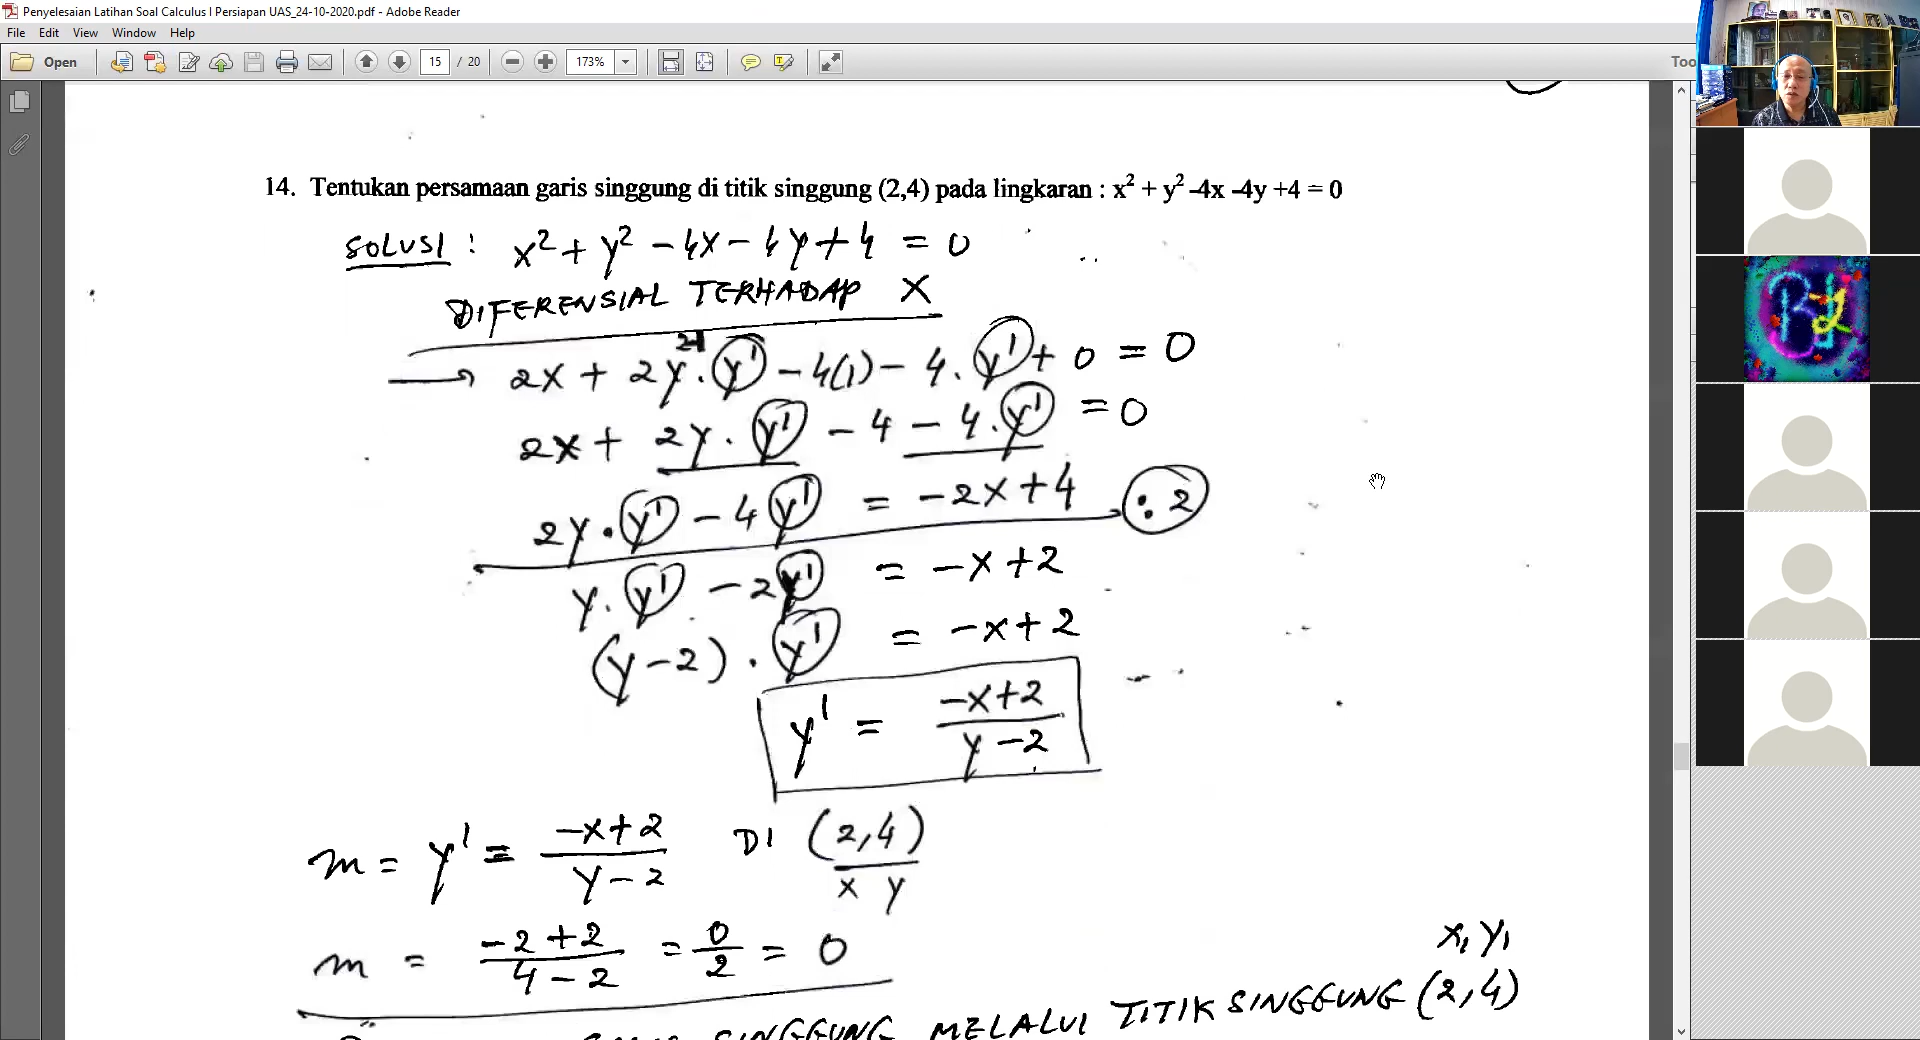 Penyelesaian Latihan Soal Calculus I Persiapan UAS_24-10-2020.pdf - Adobe Reader
File Edit View Window Help
Open 15 / 20 173% Too
14. Tentukan persamaan garis singgung di titik singgung (2,4) pada lingkaran : x² + y² -4x -4y +4 = 0
SOLUSI : x² + y² - 4x - 4y + 4 = 0
DIFERENSIAL TERHADAP X
→ 2x + 2y . y' - 4(1) - 4 . y' + 0 = 0
2x + 2y . y' - 4 - 4 . y' = 0
2y . y' - 4 y' = -2x + 4 : 2
y . y' - 2y' = -x + 2
(y - 2) . y' = -x + 2
y' = (-x + 2) / (y - 2)
m = y' = (-x + 2) / (y - 2) DI (2,4)
x y
m = (-2 + 2) / (4 - 2) = 0/2 = 0
x₁ y₁
SINGGUNG MELALUI TITIK SINGGUNG (2,4)